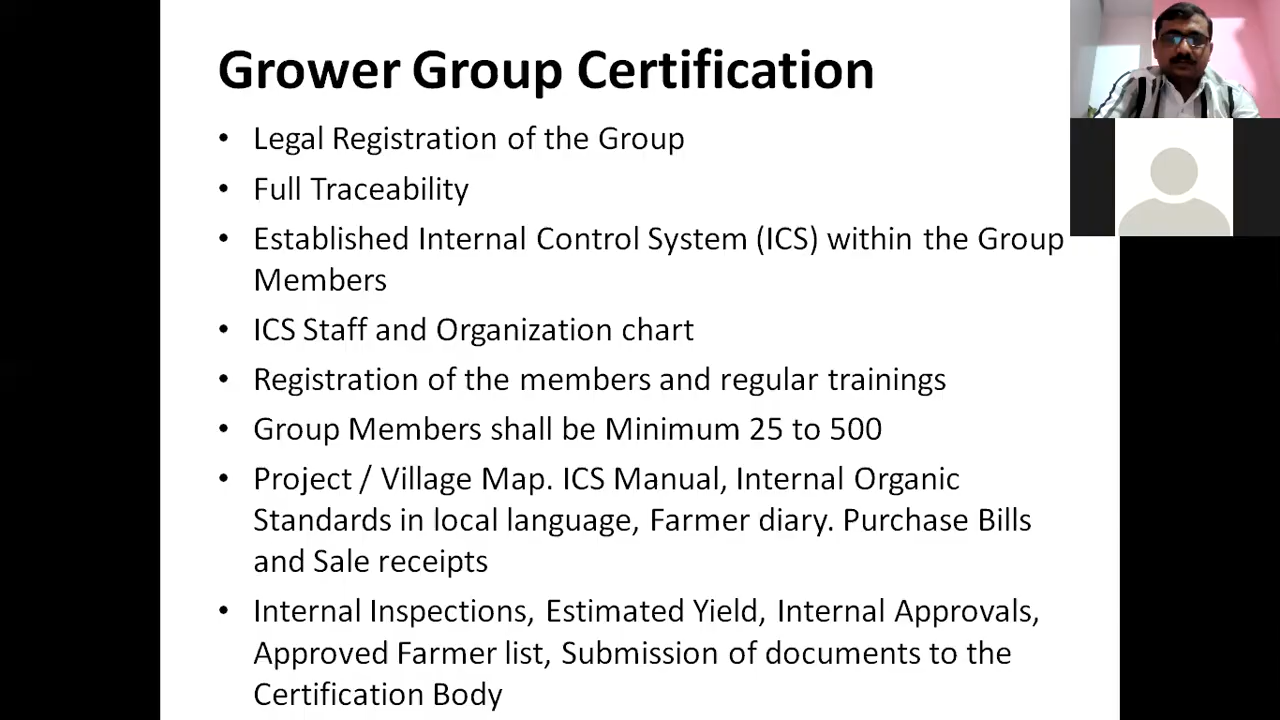 Grower Group Certification
• Legal Registration of the Group
• Full Traceability
• Established Internal Control System (ICS) within the Group
Members
• ICS Staff and Organization chart
• Registration of the members and regular trainings
• Group Members shall be Minimum 25 to 500
• Project / Village Map. ICS Manual, Internal Organic
Standards in local language, Farmer diary. Purchase Bills
and Sale receipts
• Internal Inspections, Estimated Yield, Internal Approvals,
Approved Farmer list, Submission of documents to the
Certification Body